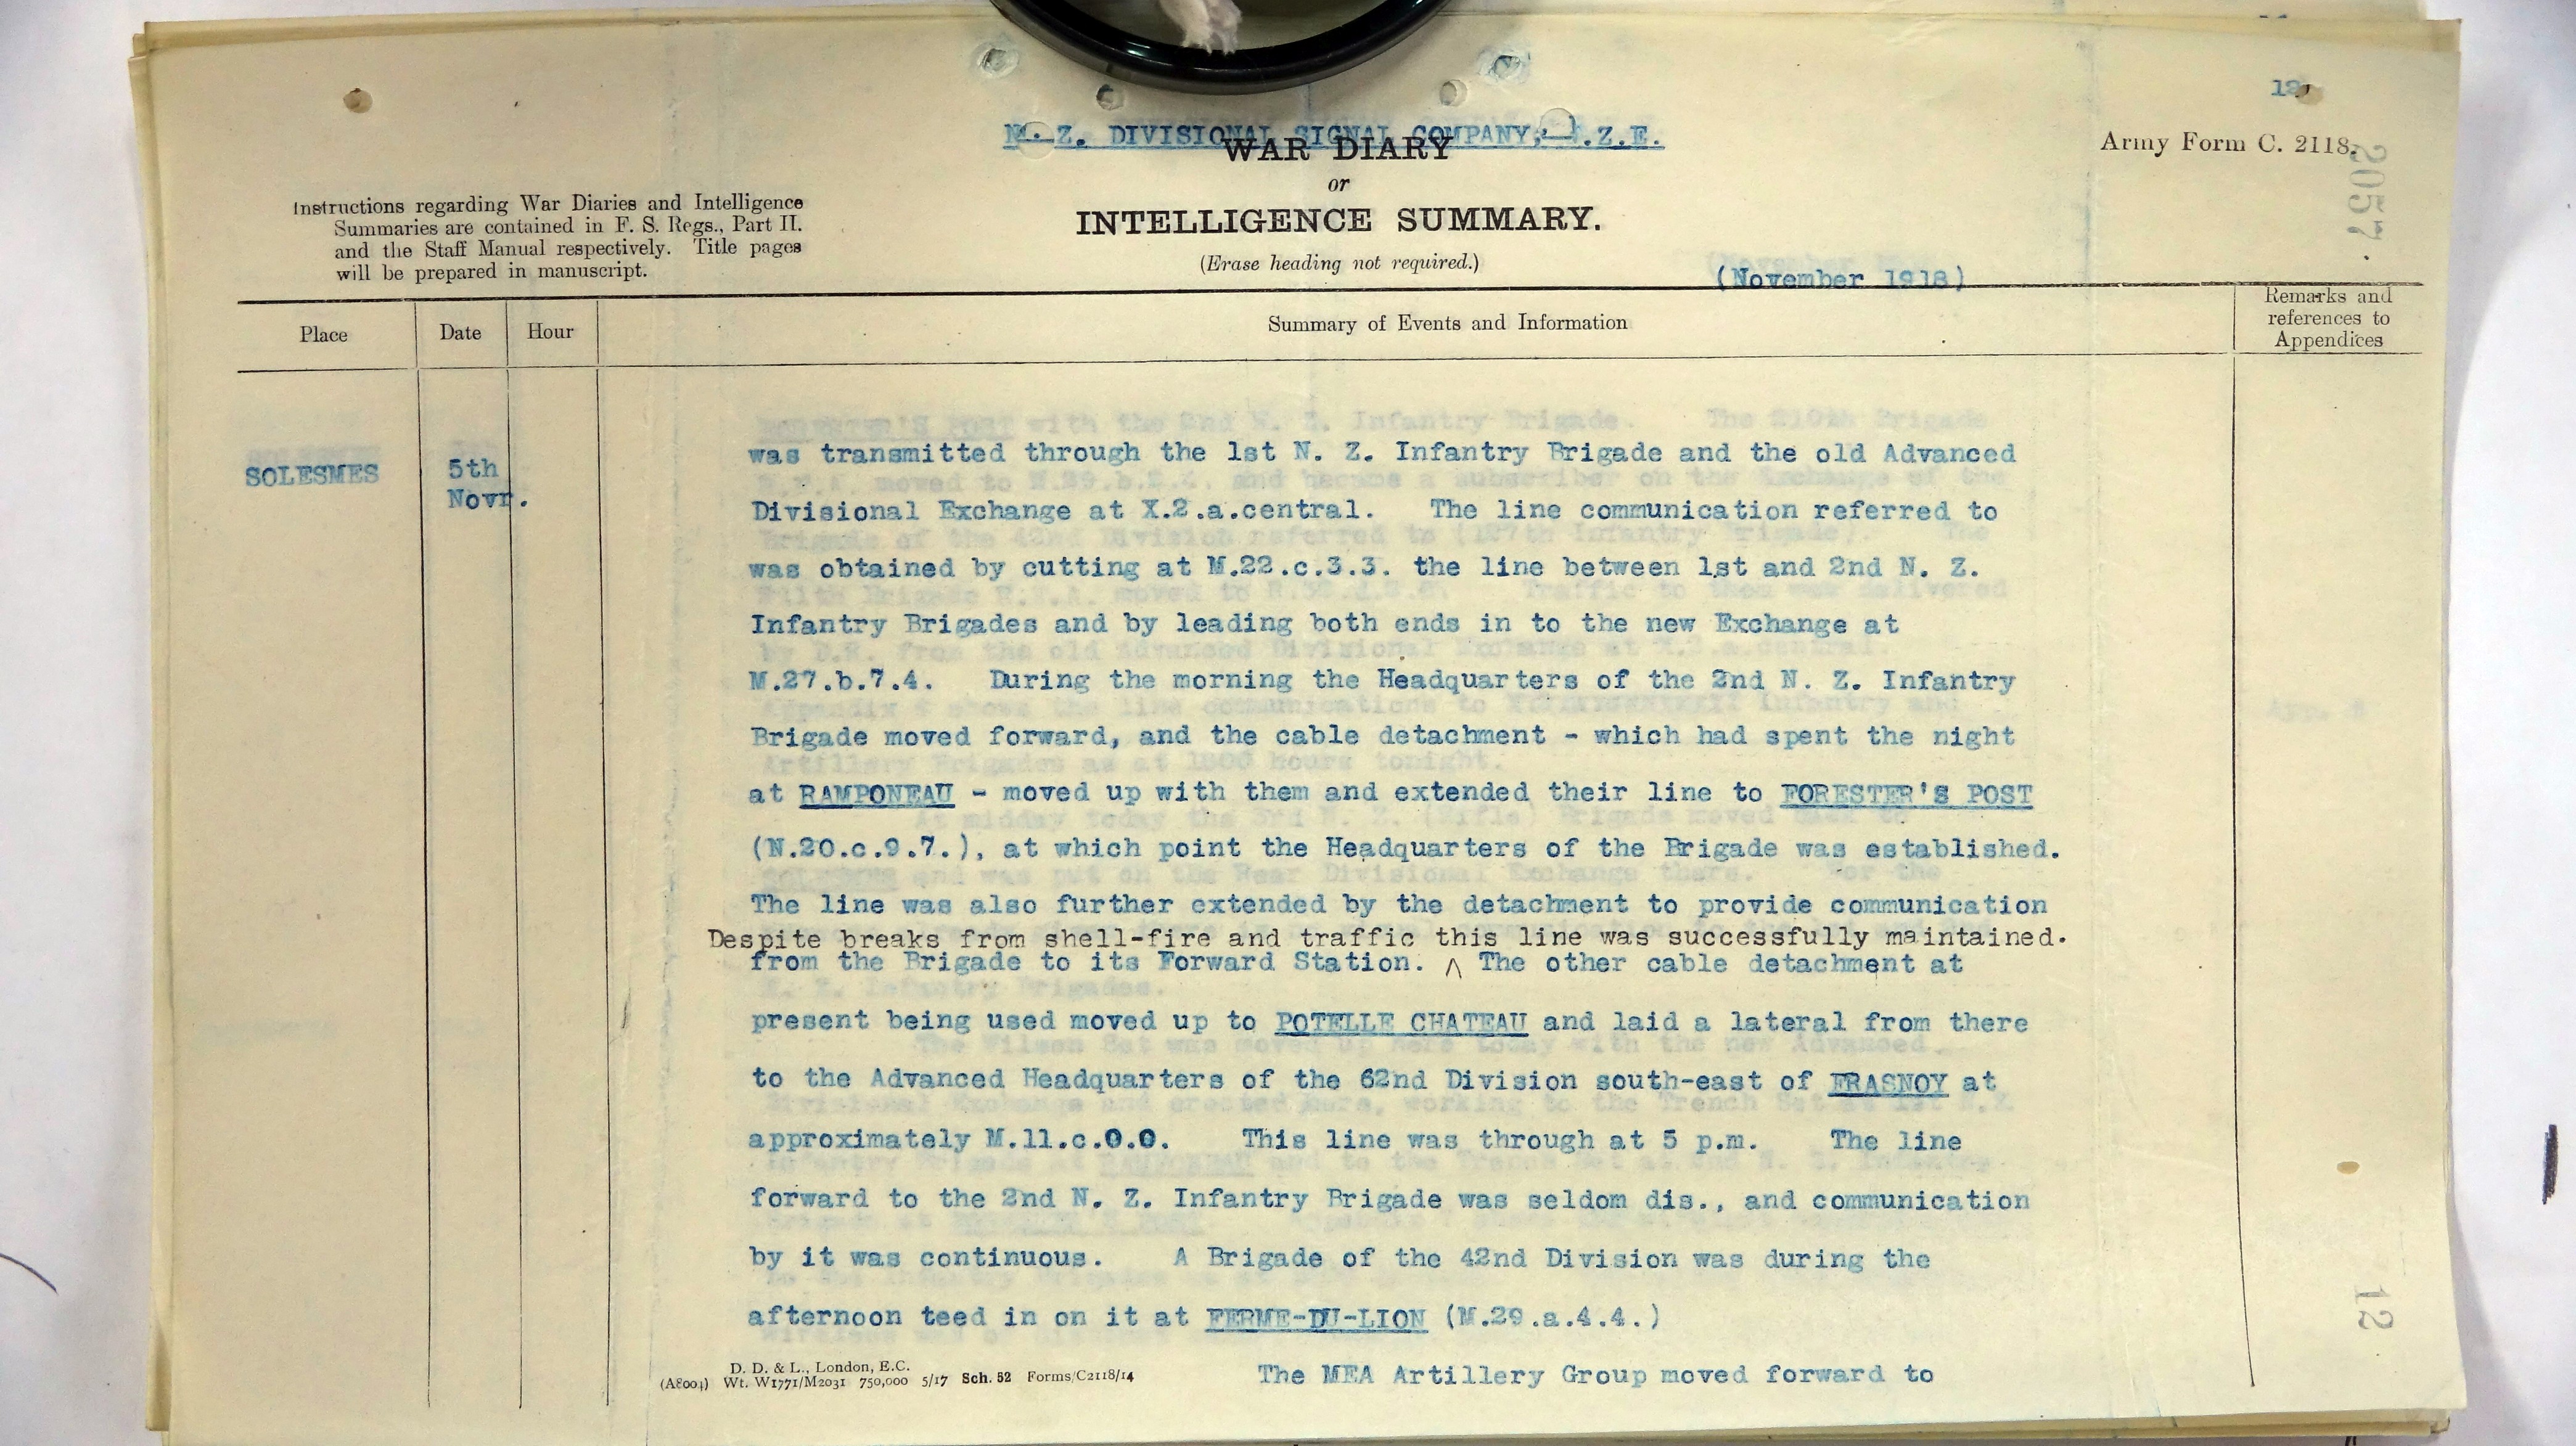 12.
N. Z. DIVISIONAL SIGNAL COMPANY, N.Z.E.
WAR DIARY
or
INTELLIGENCE SUMMARY.
(Erase heading not required.)
Army Form C. 2118.
2057.
Instructions regarding War Diaries and Intelligence
Summaries are contained in F. S. Regs., Part II.
and the Staff Manual respectively. Title pages
will be prepared in manuscript.
(November 1918)
Place
Date
Hour
Summary of Events and Information
Remarks and
references to
Appendices
SOLESMES
5th
Novr.
was transmitted through the 1st N. Z. Infantry Brigade and the old Advanced
Divisional Exchange at X.2.a.central. The line communication referred to
was obtained by cutting at M.22.c.3.3. the line between 1st and 2nd N. Z.
Infantry Brigades and by leading both ends in to the new Exchange at
M.27.b.7.4. During the morning the Headquarters of the 2nd N. Z. Infantry
Brigade moved forward, and the cable detachment - which had spent the night
at RAMPONEAU - moved up with them and extended their line to FORESTER'S POST
(N.20.c.9.7.), at which point the Headquarters of the Brigade was established.
The line was also further extended by the detachment to provide communication
Despite breaks from shell-fire and traffic this line was successfully maintained.
from the Brigade to its Forward Station. ⋀ The other cable detachment at
present being used moved up to POTELLE CHATEAU and laid a lateral from there
to the Advanced Headquarters of the 62nd Division south-east of FRASNOY at
approximately M.11.c.0.0. This line was through at 5 p.m. The line
forward to the 2nd N. Z. Infantry Brigade was seldom dis., and communication
by it was continuous. A Brigade of the 42nd Division was during the
afternoon teed in on it at FERME-DU-LION (M.29.a.4.4.)
The MEA Artillery Group moved forward to
D. D. & L., London, E.C.
(A8004) Wt. W1771/M2031 750,000 5/17 Sch. 52 Forms/C2118/14
12